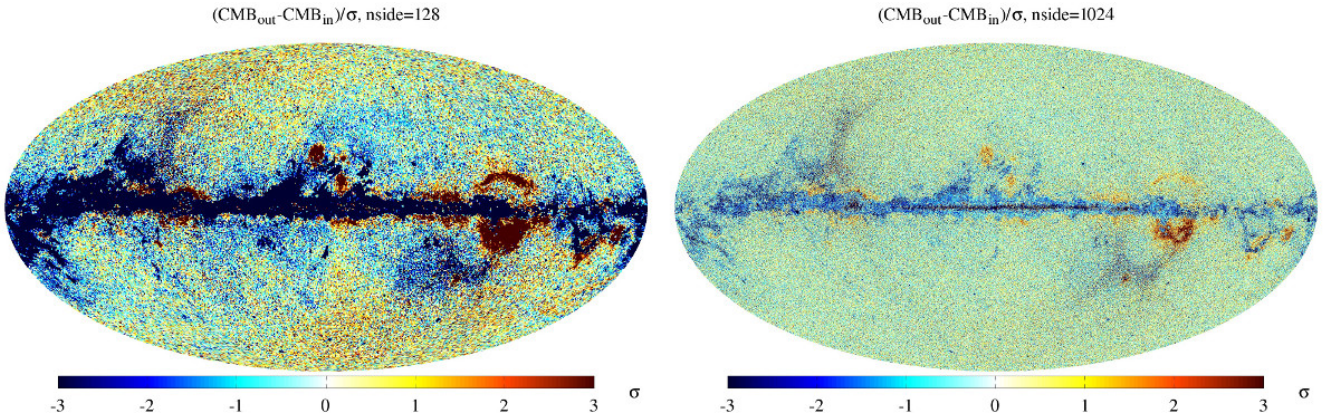 (CMB_out-CMB_in)/σ, nside=128
(CMB_out-CMB_in)/σ, nside=1024
-3 -2 -1 0 1 2 3 σ
-3 -2 -1 0 1 2 3 σ